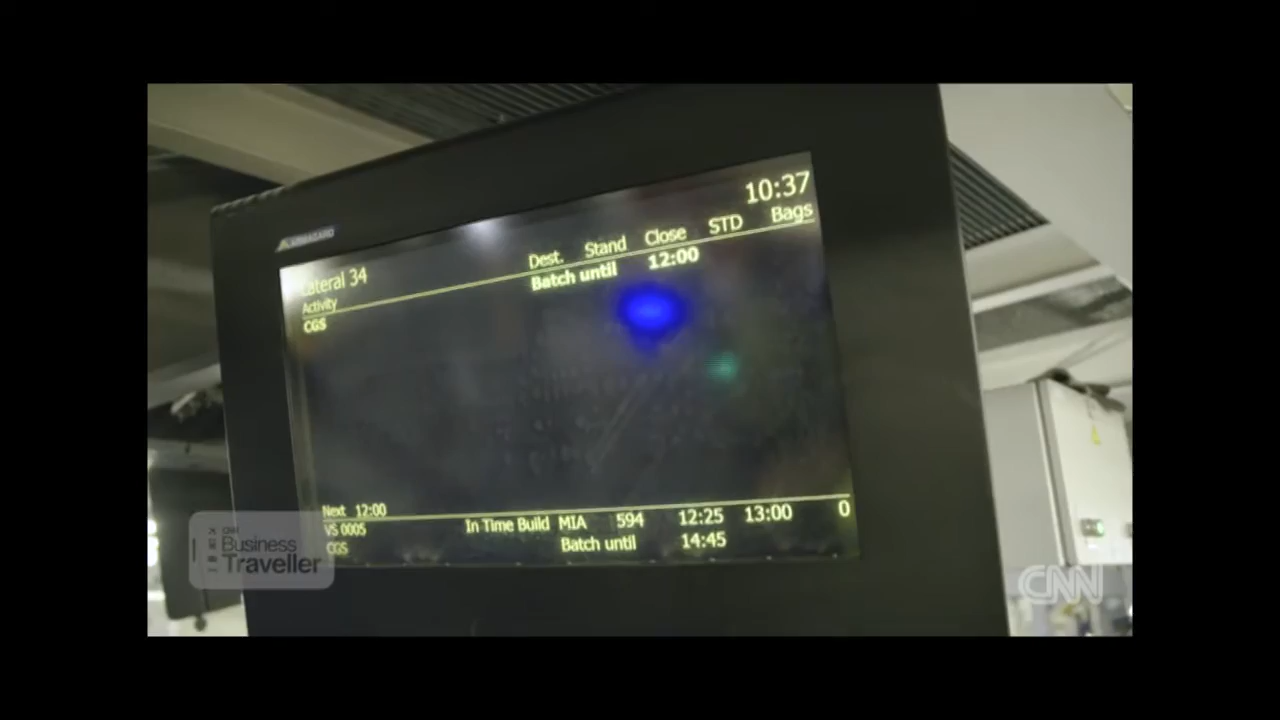 10:37
Lateral 34
Dest. Stand Close STD Bags
Activity
Batch until 12:00
CGS
Next 12:00
VS 0005 In Time Build MIA 594 12:25 13:00 0
CGS Batch until 14:45
CNN
Business
Traveller
CNN